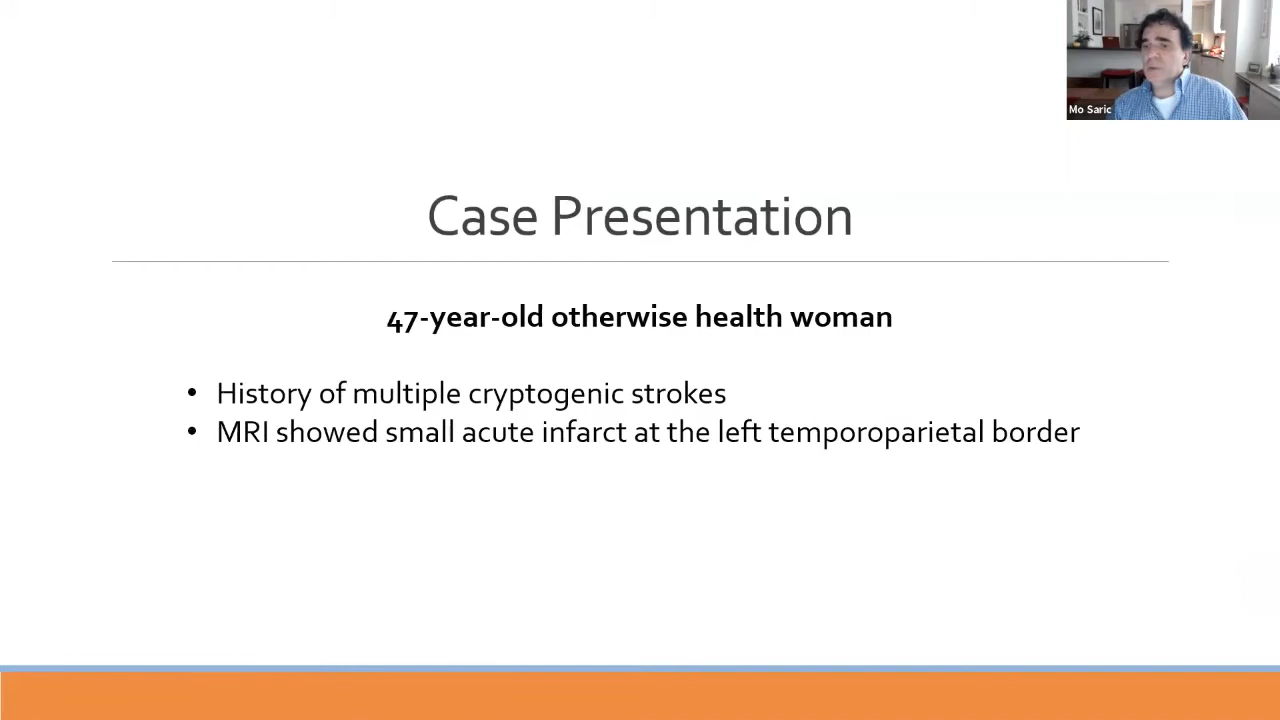 Mo Saric
Case Presentation
47-year-old otherwise health woman
• History of multiple cryptogenic strokes
• MRI showed small acute infarct at the left temporoparietal border